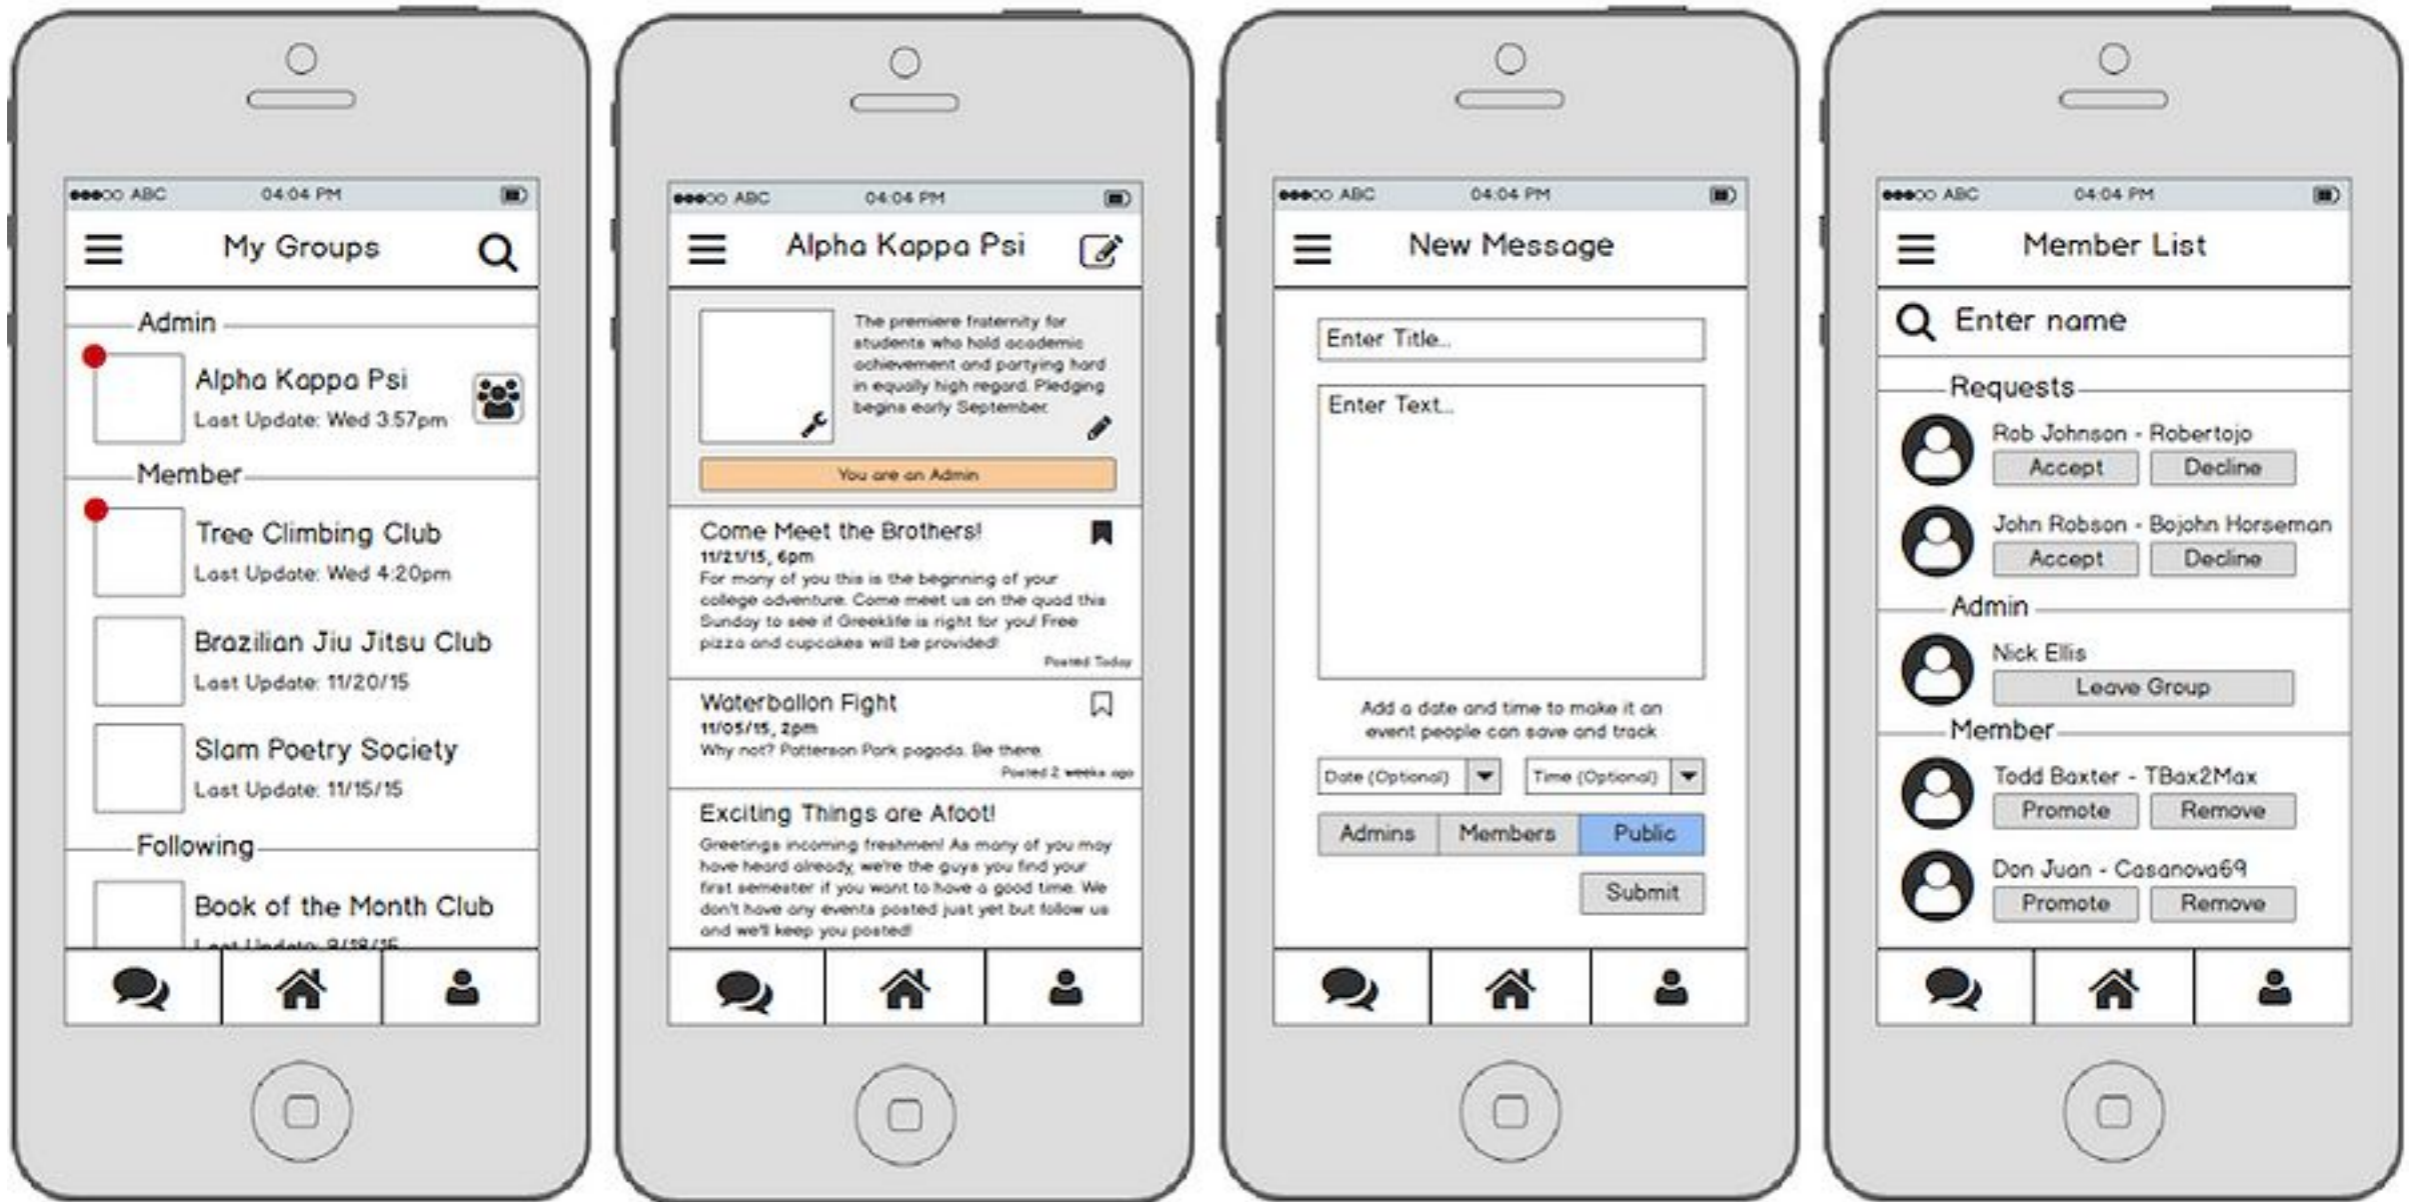 ABC 04:04 PM
My Groups
Admin
Alpha Kappa Psi
Last Update: Wed 3:57pm
Member
Tree Climbing Club
Last Update: Wed 4:20pm
Brazilian Jiu Jitsu Club
Last Update: 11/20/15
Slam Poetry Society
Last Update: 11/15/15
Following
Book of the Month Club
Last Update: 9/18/15
ABC 04:04 PM
Alpha Kappa Psi
The premiere fraternity for
students who hold academic
achievement and partying hard
in equally high regard. Pledging
begins early September.
You are an Admin
Come Meet the Brothers!
11/21/15, 6pm
For many of you this is the beginning of your
college adventure. Come meet us on the quad this
Sunday to see if Greeklife is right for you! Free
pizza and cupcakes will be provided!
Posted Today
Waterballon Fight
11/05/15, 2pm
Why not? Patterson Park pagoda. Be there.
Posted 2 weeks ago
Exciting Things are Afoot!
Greetings incoming freshmen! As many of you may
have heard already, we're the guys you find your
first semester if you want to have a good time. We
don't have any events posted just yet but follow us
and we'll keep you posted!
ABC 04:04 PM
New Message
Enter Title...
Enter Text...
Add a date and time to make it an
event people can save and track
Date (Optional) Time (Optional)
Admins Members Public
Submit
ABC 04:04 PM
Member List
Enter name
Requests
Rob Johnson - Robertojo
Accept Decline
John Robson - Bojohn Horseman
Accept Decline
Admin
Nick Ellis
Leave Group
Member
Todd Baxter - TBax2Max
Promote Remove
Don Juan - Casanova69
Promote Remove